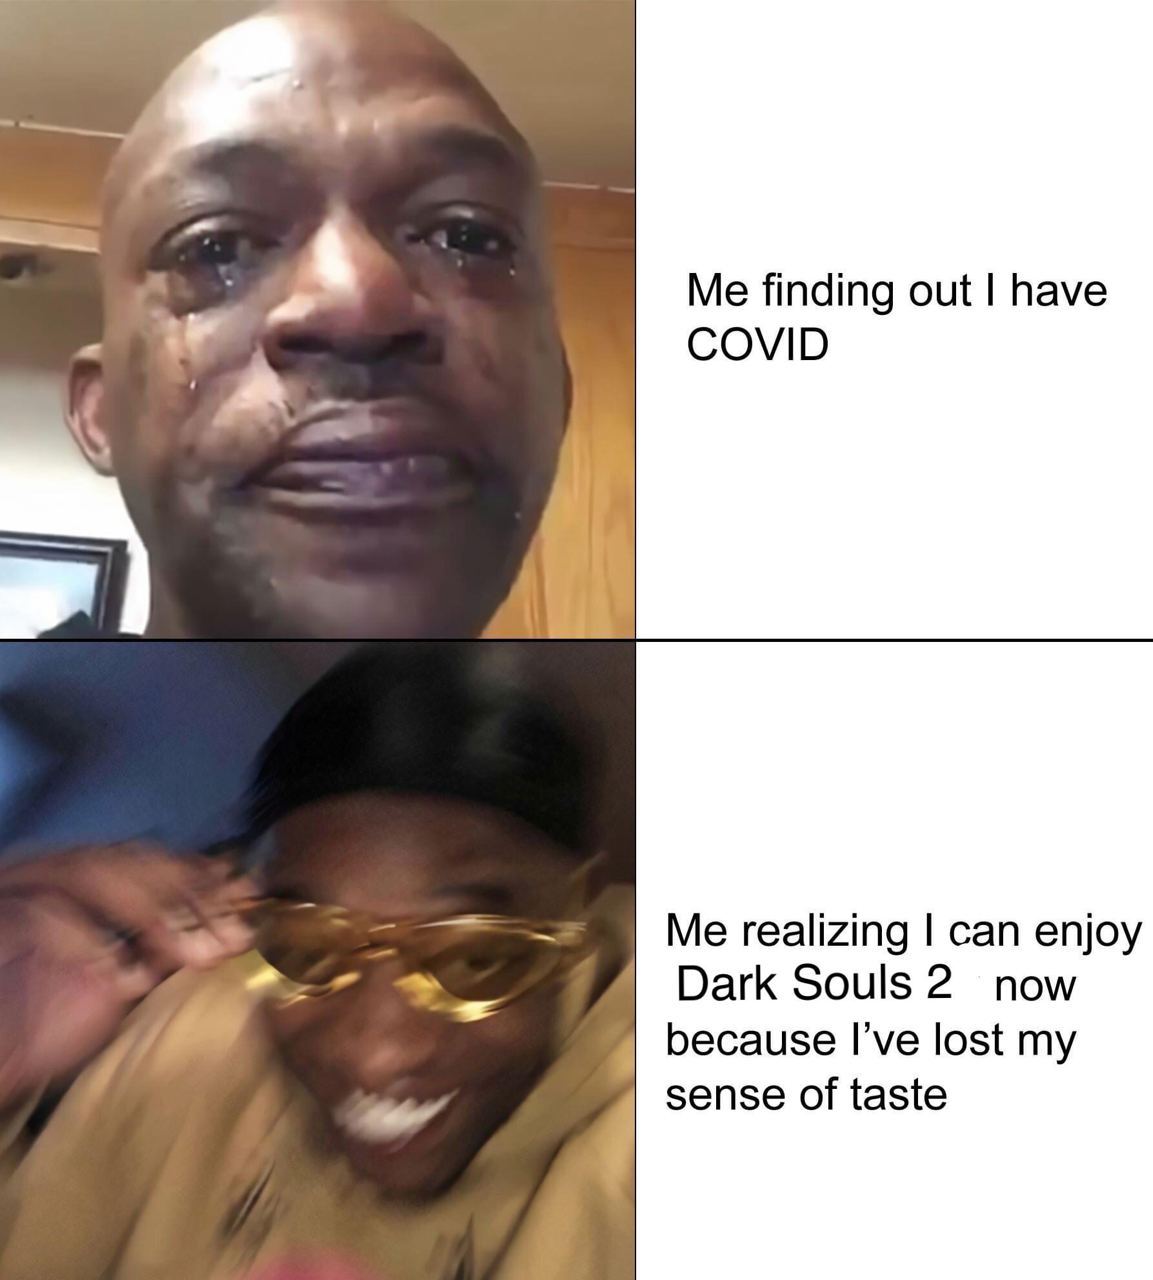 Me finding out I have
COVID
Me realizing I can enjoy
Dark Souls 2 now
because I’ve lost my
sense of taste